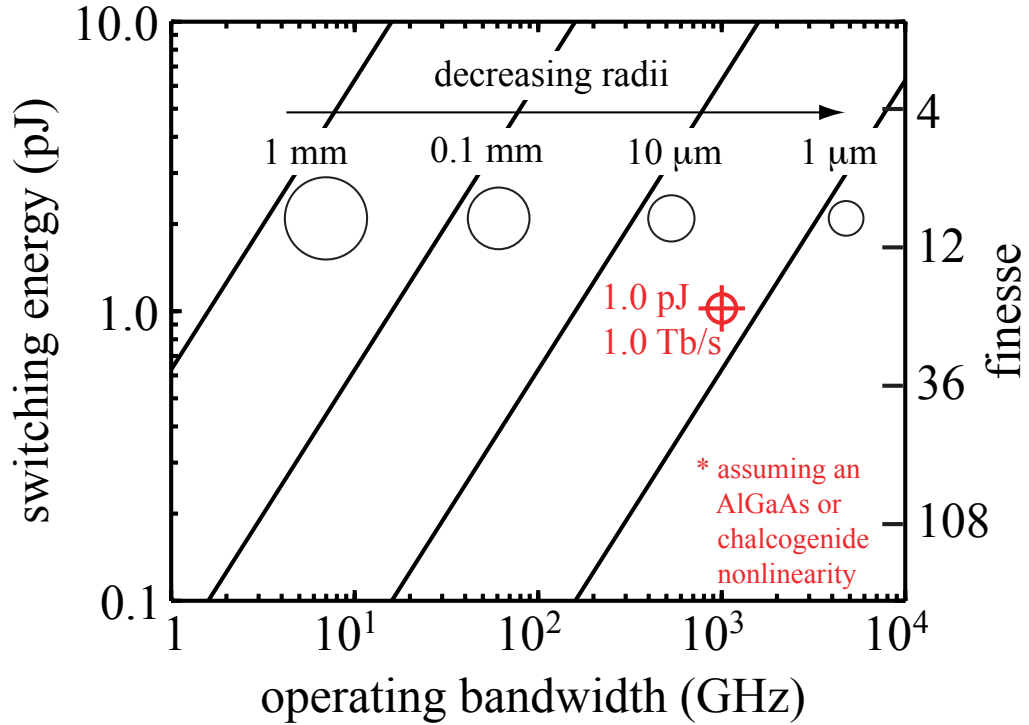 10.0
decreasing radii
4
1 mm
0.1 mm
10 μm
1 μm
switching energy (pJ)
12
1.0
1.0 pJ
1.0 Tb/s
finesse
36
* assuming an
AlGaAs or
chalcogenide
nonlinearity
108
0.1
1
10¹
10²
10³
10⁴
operating bandwidth (GHz)